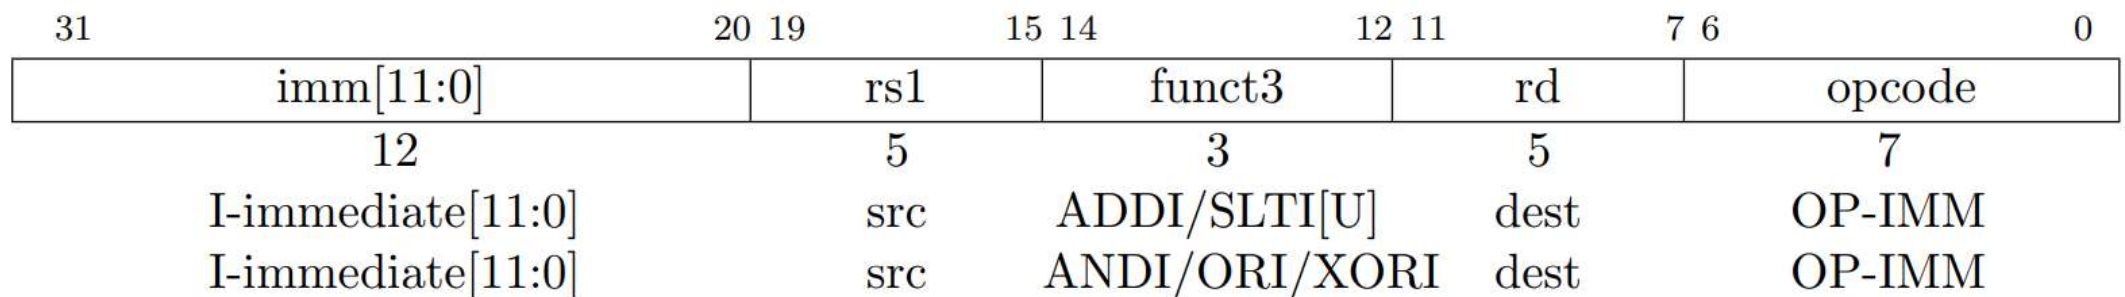 31 20 19 15 14 12 11 7 6 0
imm[11:0] rs1 funct3 rd opcode
12 5 3 5 7
I-immediate[11:0] src ADDI/SLTI[U] dest OP-IMM
I-immediate[11:0] src ANDI/ORI/XORI dest OP-IMM